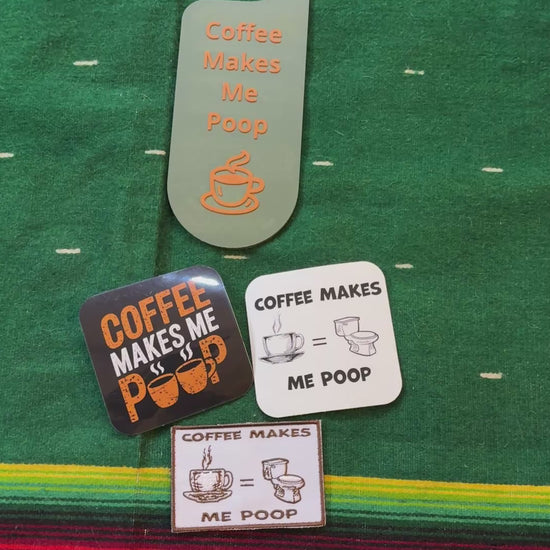 Coffee
Makes
Me
Poop
COFFEE
MAKES ME
POOP
COFFEE MAKES
=
ME POOP
COFFEE MAKES
=
ME POOP